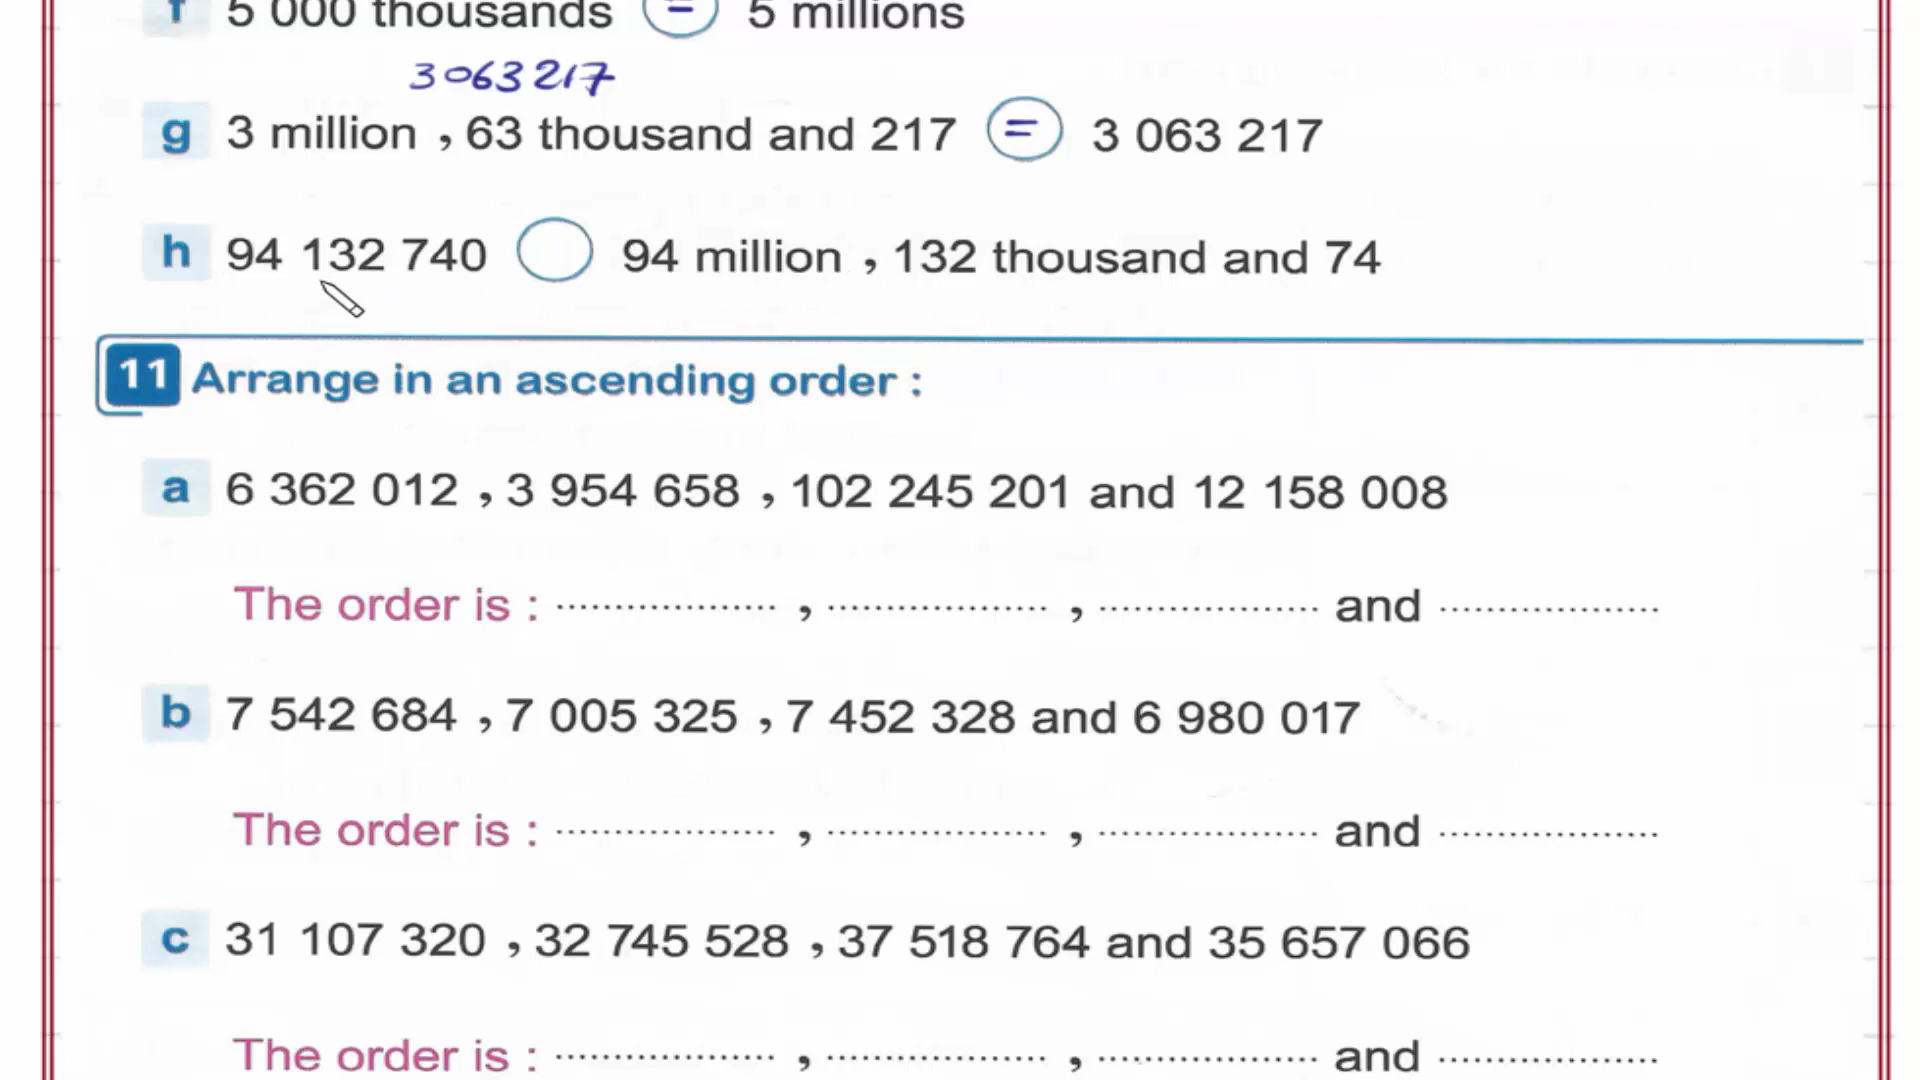 f 5 000 thousands = 5 millions
3063217
g 3 million , 63 thousand and 217 = 3 063 217
h 94 132 740 94 million , 132 thousand and 74
11 Arrange in an ascending order :
a 6 362 012 , 3 954 658 , 102 245 201 and 12 158 008
The order is : .................... , .................... , .................... and ....................
b 7 542 684 , 7 005 325 , 7 452 328 and 6 980 017
The order is : .................... , .................... , .................... and ....................
c 31 107 320 , 32 745 528 , 37 518 764 and 35 657 066
The order is : .................... , .................... , .................... and ....................